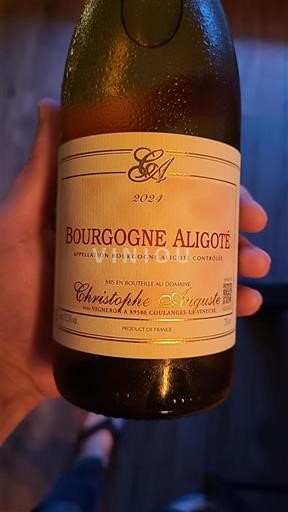 CA
2024
BOURGOGNE ALIGOTÉ
APPELLATION BOURGOGNE ALIGOTÉ CONTRÔLÉE
VINIUM
MIS EN BOUTEILLE AU DOMAINE
Christophe Auguste
VIGNERON A 89580 COULANGES-LA-VINEUSE
PRODUCT OF FRANCE